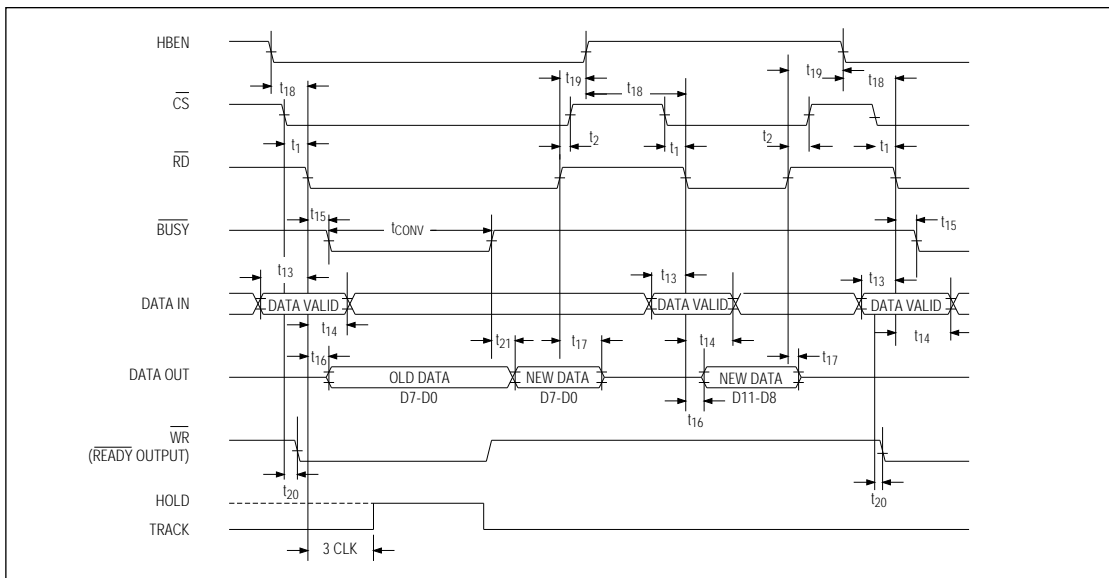 HBEN
t19
t19
t18
t18
t18
CS
t2
t2
t1
t1
t1
RD
t15
tCONV
t15
BUSY
t13
t13
t13
DATA IN
DATA VALID
DATA VALID
DATA VALID
t14
t21
t17
t14
t14
t16
t17
DATA OUT
OLD DATA
NEW DATA
NEW DATA
D7-D0
D7-D0
D11-D8
t16
WR
(READY OUTPUT)
t20
t20
HOLD
TRACK
3 CLK